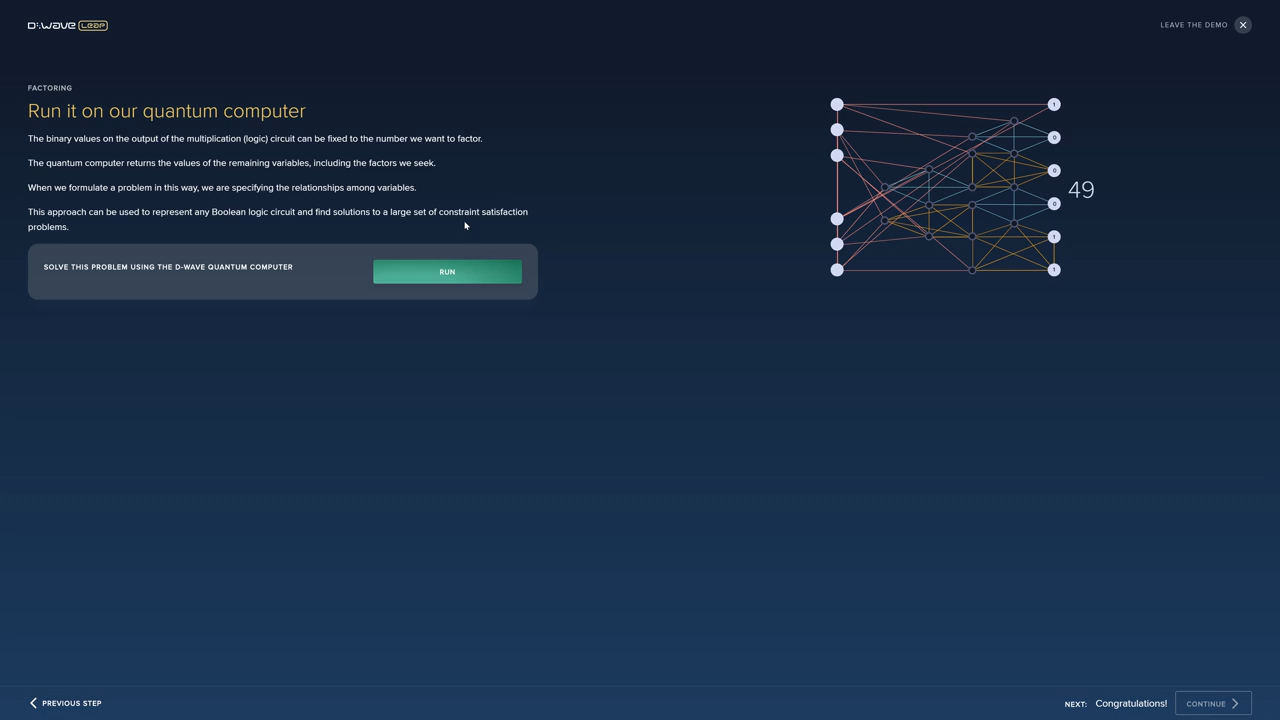 D:wave Leap
LEAVE THE DEMO
FACTORING
Run it on our quantum computer
The binary values on the output of the multiplication (logic) circuit can be fixed to the number we want to factor.
The quantum computer returns the values of the remaining variables, including the factors we seek.
When we formulate a problem in this way, we are specifying the relationships among variables.
This approach can be used to represent any Boolean logic circuit and find solutions to a large set of constraint satisfaction
problems.
SOLVE THIS PROBLEM USING THE D-WAVE QUANTUM COMPUTER
RUN
1
0
0
0
1
1
49
PREVIOUS STEP
NEXT: Congratulations!
CONTINUE